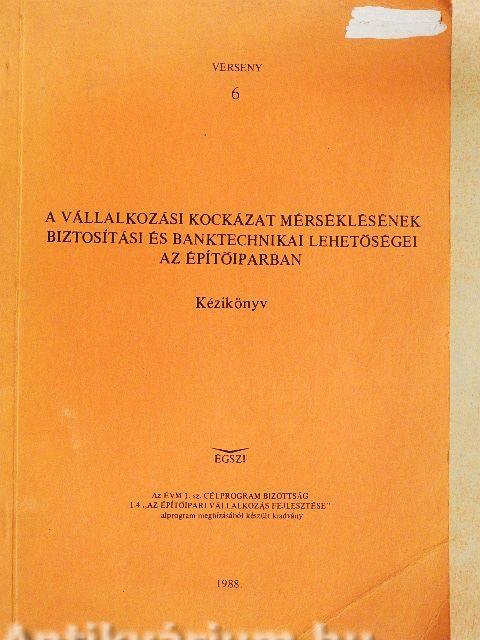 VERSENY
6
A VÁLLALKOZÁSI KOCKÁZAT MÉRSÉKLÉSÉNEK
BIZTOSÍTÁSI ÉS BANKTECHNIKAI LEHETŐSÉGEI
AZ ÉPÍTŐIPARBAN
Kézikönyv
ÉGSZI
Az ÉVM 1. sz. CÉLPROGRAM BIZOTTSÁG
1.4 „AZ ÉPÍTŐIPARI VÁLLALKOZÁS FEJLESZTÉSE"
alprogram megbízásából készült kiadvány
1988.
Antikvárium.hu